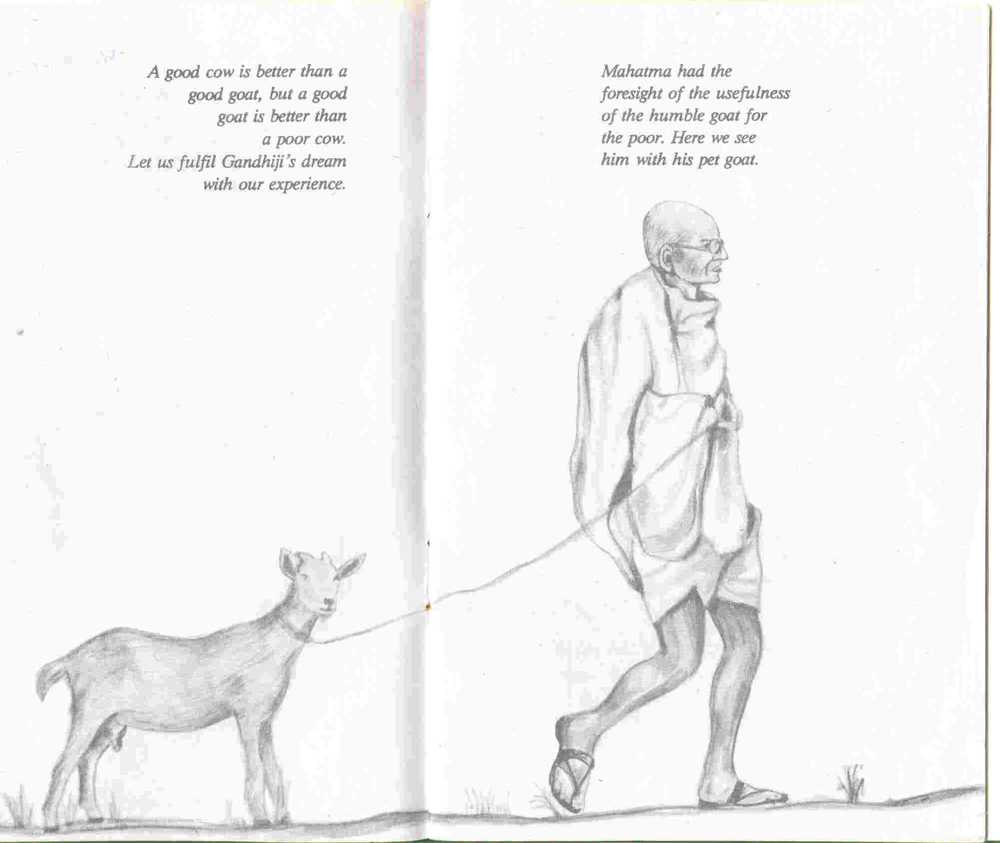 A good cow is better than a
good goat, but a good
goat is better than
a poor cow.
Let us fulfil Gandhiji's dream
with our experience.
Mahatma had the
foresight of the usefulness
of the humble goat for
the poor. Here we see
him with his pet goat.